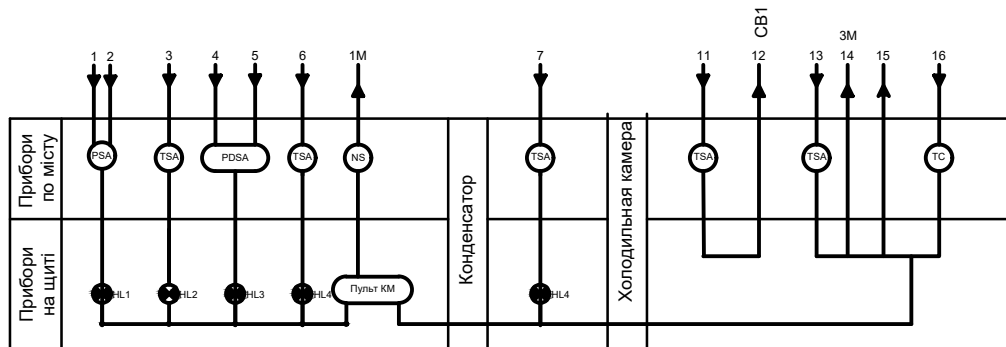 СВ1
3М
1 2 3 4 5 6 1М 7 11 12 13 14 15 16
Прибори
по місту
PSA TSA PDSA TSA NS TSA TSA TSA TC
Конденсатор
Холодильная камера
Прибори
на щиті
HL1 HL2 HL3 HL4 Пульт КМ HL4